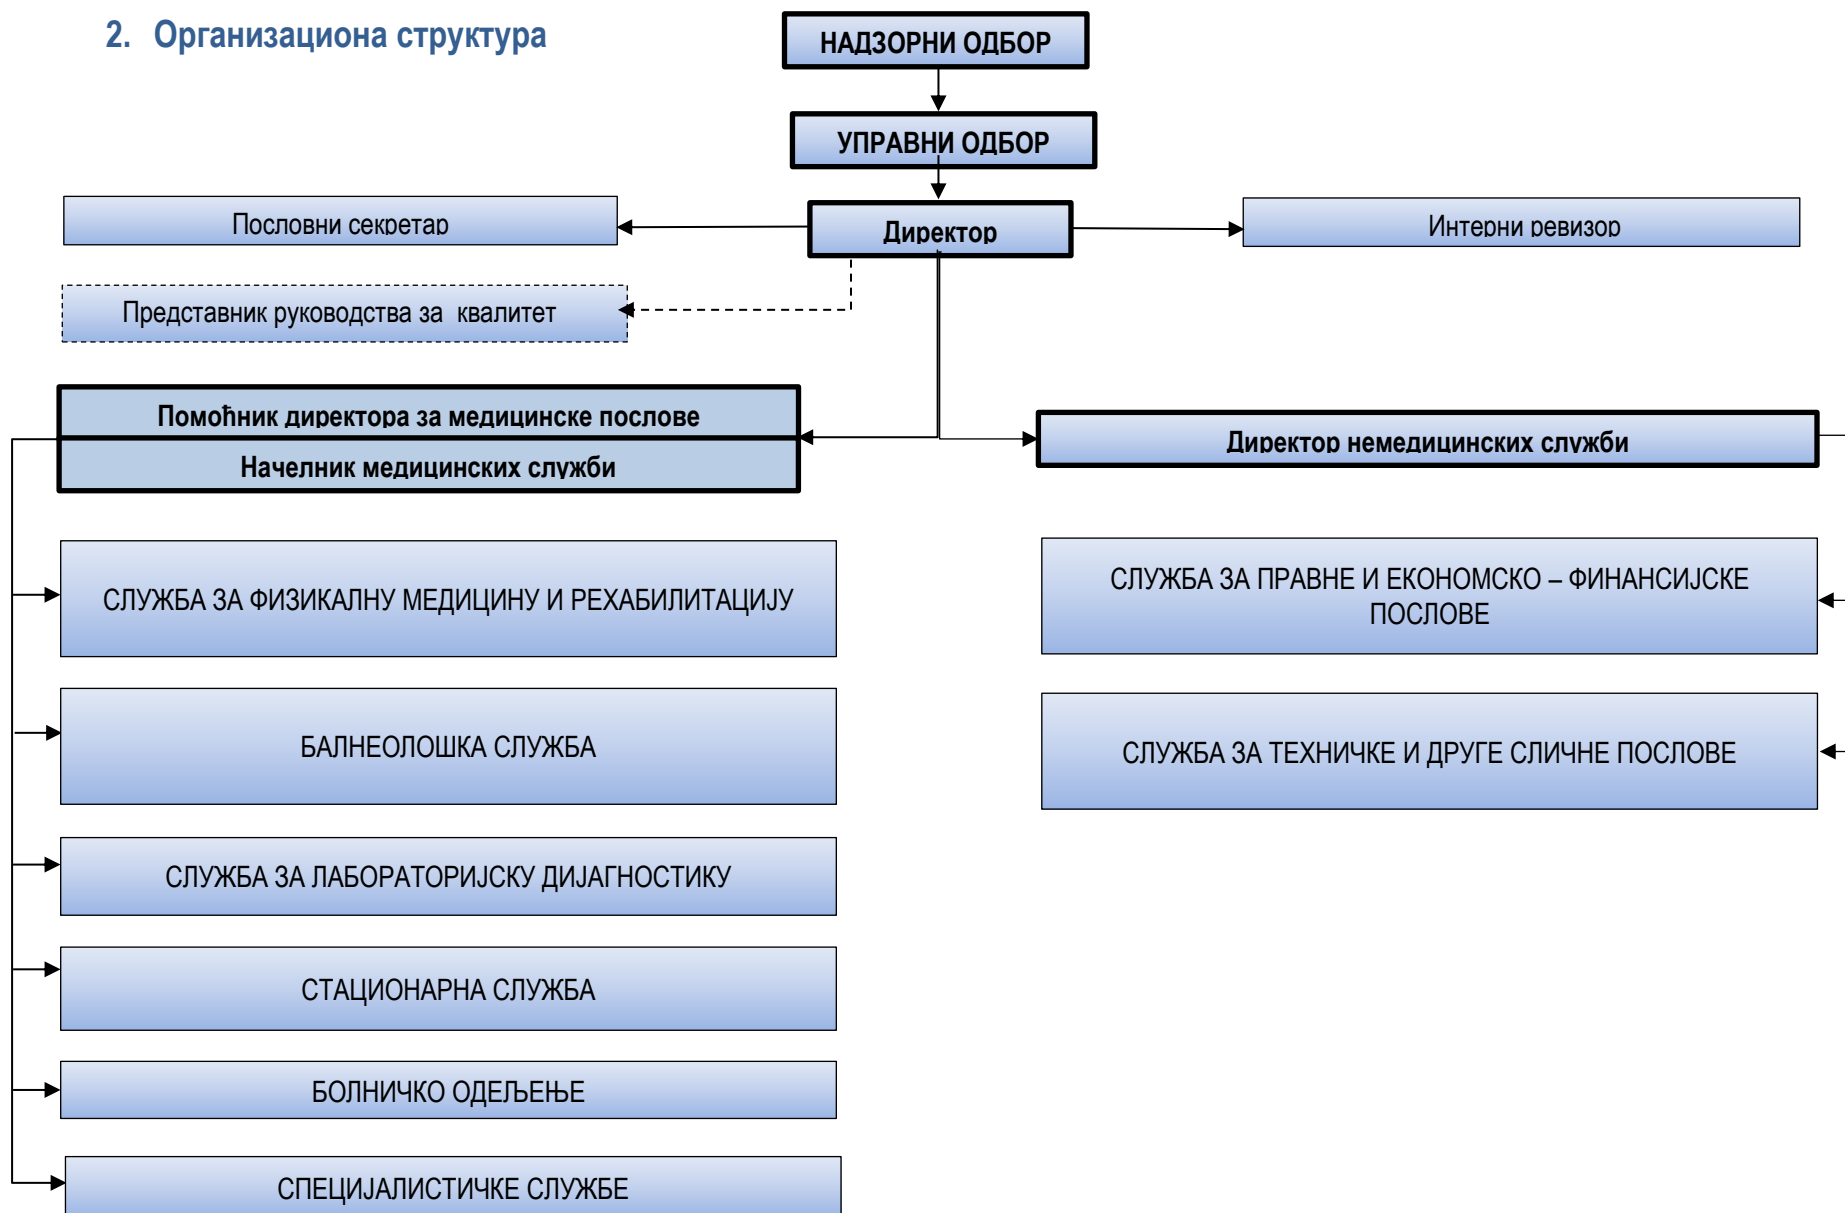 2. Организациона структура
НАДЗОРНИ ОДБОР
УПРАВНИ ОДБОР
Пословни секретар
Директор
Интерни ревизор
Представник руководства за квалитет
Помоћник директора за медицинске послове
Начелник медицинских служби
Директор немедицинских служби
СЛУЖБА ЗА ФИЗИКАЛНУ МЕДИЦИНУ И РЕХАБИЛИТАЦИЈУ
СЛУЖБА ЗА ПРАВНЕ И ЕКОНОМСКО – ФИНАНСИЈСКЕ
ПОСЛОВЕ
БАЛНЕОЛОШКА СЛУЖБА
СЛУЖБА ЗА ТЕХНИЧКЕ И ДРУГЕ СЛИЧНЕ ПОСЛОВЕ
СЛУЖБА ЗА ЛАБОРАТОРИЈСКУ ДИЈАГНОСТИКУ
СТАЦИОНАРНА СЛУЖБА
БОЛНИЧКО ОДЕЉЕЊЕ
СПЕЦИЈАЛИСТИЧКЕ СЛУЖБЕ